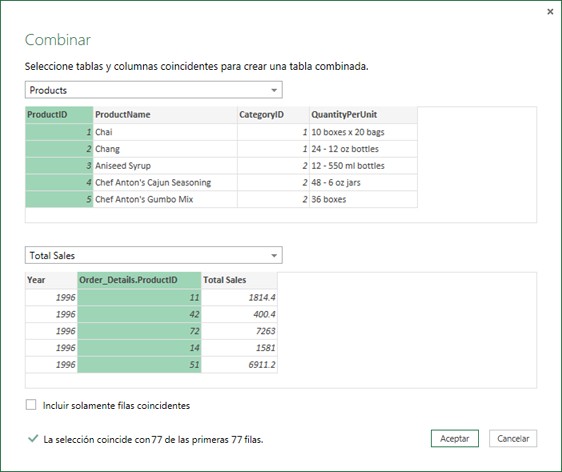 Combinar
Seleccione tablas y columnas coincidentes para crear una tabla combinada.
Products
ProductID ProductName CategoryID QuantityPerUnit
1 Chai 1 10 boxes x 20 bags
2 Chang 1 24 - 12 oz bottles
3 Aniseed Syrup 2 12 - 550 ml bottles
4 Chef Anton's Cajun Seasoning 2 48 - 6 oz jars
5 Chef Anton's Gumbo Mix 2 36 boxes
Total Sales
Year Order_Details.ProductID Total Sales
1996 11 1814.4
1996 42 400.4
1996 72 7263
1996 14 1581
1996 51 6911.2
Incluir solamente filas coincidentes
La selección coincide con 77 de las primeras 77 filas.
Aceptar Cancelar